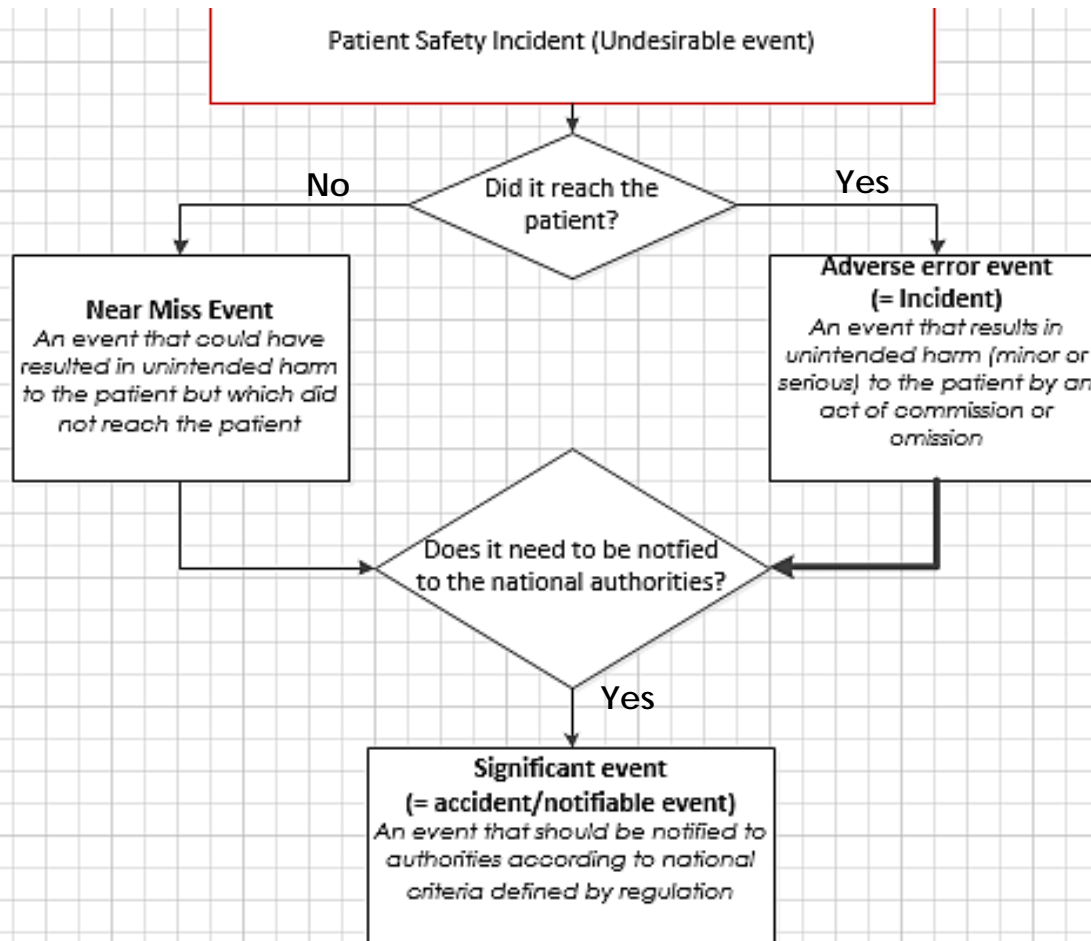 Patient Safety Incident (Undesirable event)
Did it reach the
patient?
No
Yes
Near Miss Event
An event that could have
resulted in unintended harm
to the patient but which did
not reach the patient
Adverse error event
(= Incident)
An event that results in
unintended harm (minor or
serious) to the patient by an
act of commission or
omission
Does it need to be notfied
to the national authorities?
Yes
Significant event
(= accident/notifiable event)
An event that should be notified to
authorities according to national
criteria defined by regulation